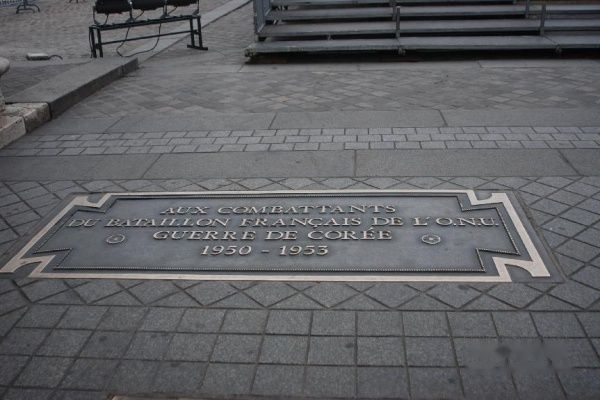 AUX COMBATTANTS
DU BATAILLON FRANÇAIS DE L'O.N.U.
GUERRE DE CORÉE
1950 - 1953